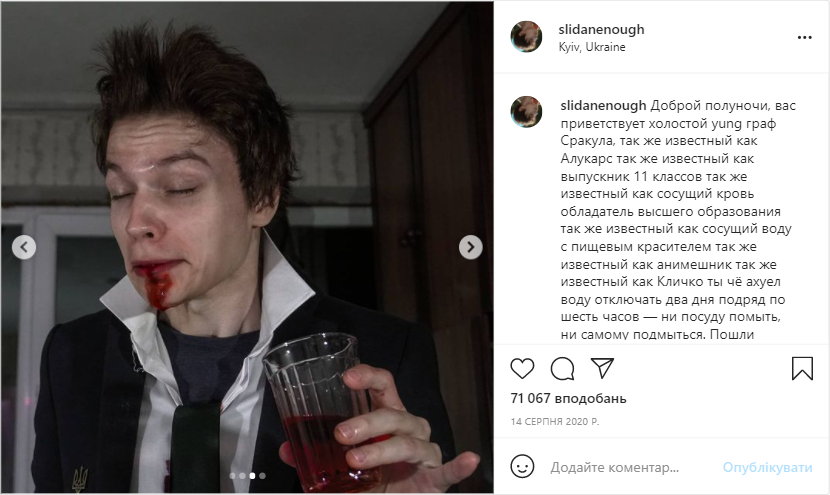 slidanenough
Kyiv, Ukraine
slidanenough Доброй полуночи, вас
приветствует холостой yung граф
Сракула, так же известный как
Алукарс так же известный как
выпускник 11 классов так же
известный как сосущий кровь
обладатель высшего образования
так же известный как сосущий воду
с пищевым красителем так же
известный как анимешник так же
известный как Кличко ты чё ахуел
воду отключать два дня подряд по
шесть часов — ни посуду помыть,
ни самому подмыться. Пошли
71 067 вподобань
14 СЕРПНЯ 2020 Р.
Додайте коментар... Опублікувати